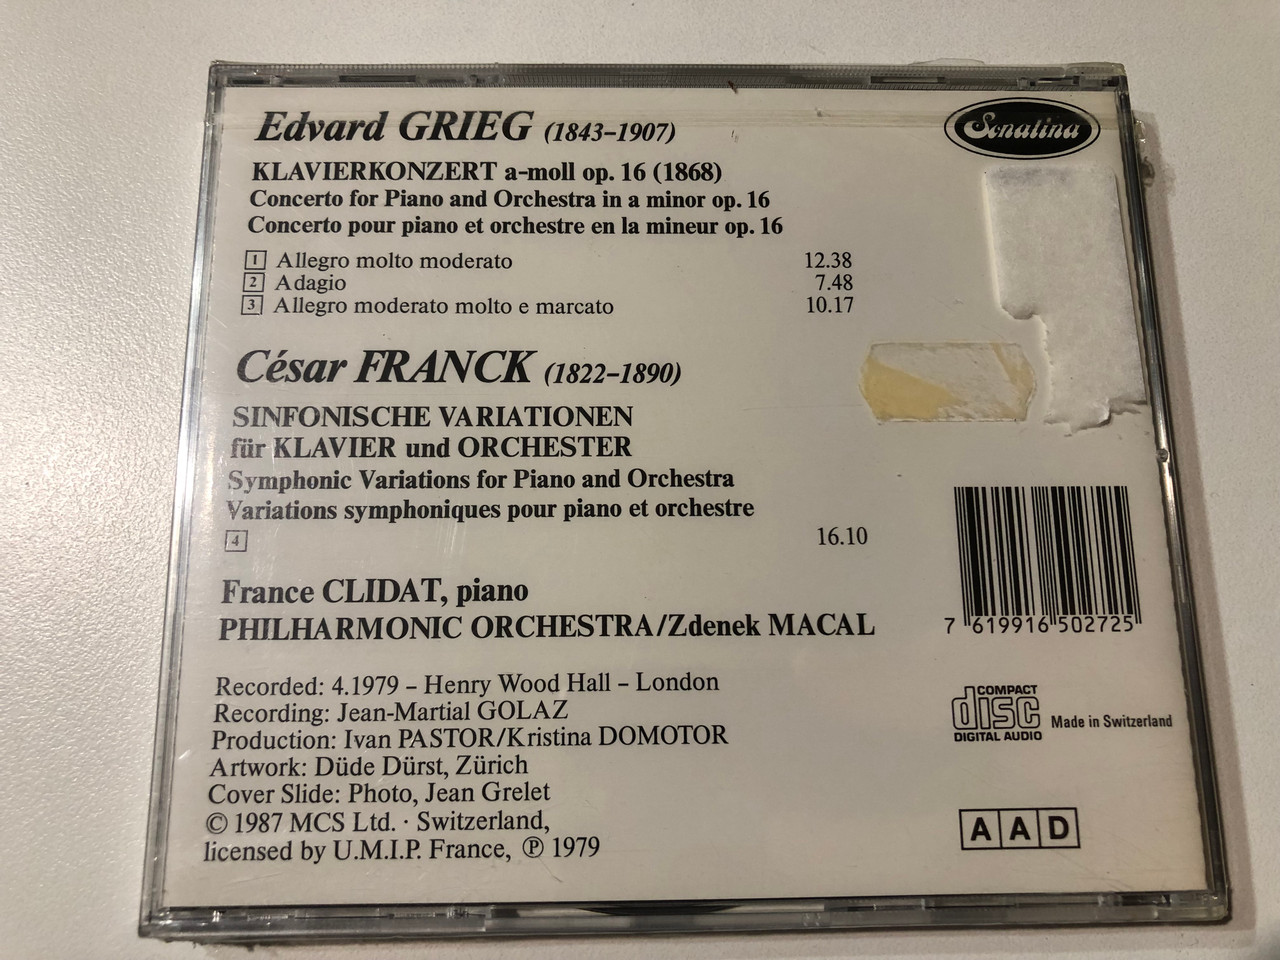 Edvard GRIEG (1843–1907)
Sonatina
KLAVIERKONZERT a-moll op. 16 (1868)
Concerto for Piano and Orchestra in a minor op. 16
Concerto pour piano et orchestre en la mineur op. 16
1 Allegro molto moderato 12.38
2 Adagio 7.48
3 Allegro moderato molto e marcato 10.17
César FRANCK (1822–1890)
SINFONISCHE VARIATIONEN
für KLAVIER und ORCHESTER
Symphonic Variations for Piano and Orchestra
Variations symphoniques pour piano et orchestre
4 16.10
France CLIDAT, piano
PHILHARMONIC ORCHESTRA/Zdenek MACAL
7 619916 502725
Recorded: 4.1979 – Henry Wood Hall – London
Recording: Jean-Martial GOLAZ
Production: Ivan PASTOR/Kristina DOMOTOR
Artwork: Düde Dürst, Zürich
Cover Slide: Photo, Jean Grelet
© 1987 MCS Ltd. · Switzerland,
licensed by U.M.I.P. France, ℗ 1979
COMPACT
disc
DIGITAL AUDIO
Made in Switzerland
AAD